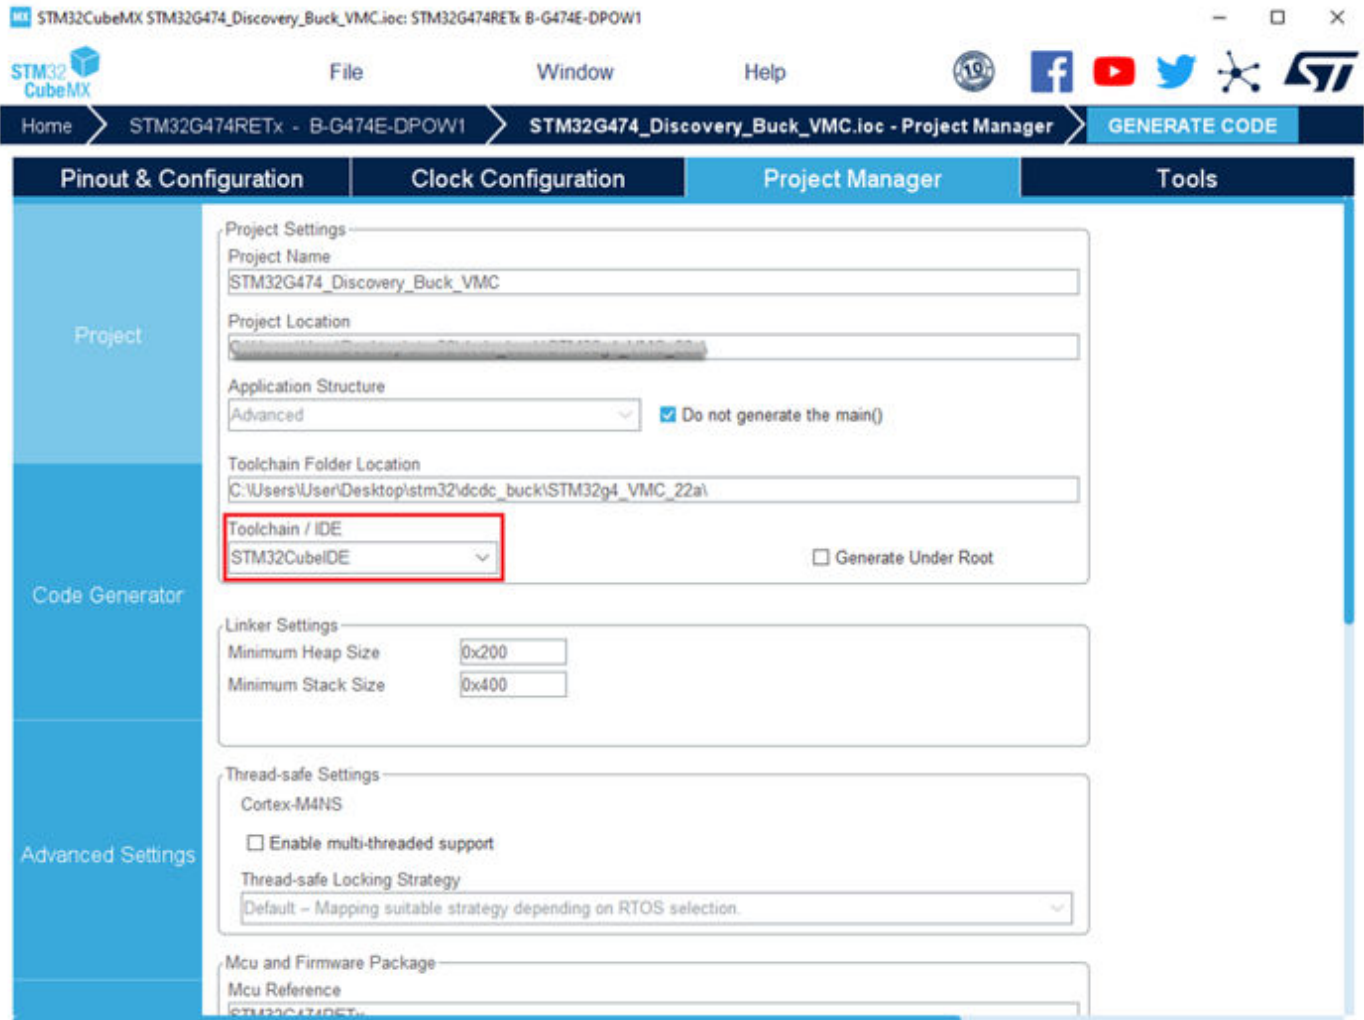 STM32CubeMX STM32G474_Discovery_Buck_VMC.ioc: STM32G474RETx B-G474E-DPOW1
STM32 CubeMX
File
Window
Help
10
Home
STM32G474RETx - B-G474E-DPOW1
STM32G474_Discovery_Buck_VMC.ioc - Project Manager
GENERATE CODE
Pinout & Configuration
Clock Configuration
Project Manager
Tools
Project
Code Generator
Advanced Settings
Project Settings
Project Name
STM32G474_Discovery_Buck_VMC
Project Location
Application Structure
Advanced
Do not generate the main()
Toolchain Folder Location
C:\Users\User\Desktop\stm32\dcdc_buck\STM32g4_VMC_22a\
Toolchain / IDE
STM32CubeIDE
Generate Under Root
Linker Settings
Minimum Heap Size 0x200
Minimum Stack Size 0x400
Thread-safe Settings
Cortex-M4NS
Enable multi-threaded support
Thread-safe Locking Strategy
Default – Mapping suitable strategy depending on RTOS selection.
Mcu and Firmware Package
Mcu Reference
STM32G474RETx